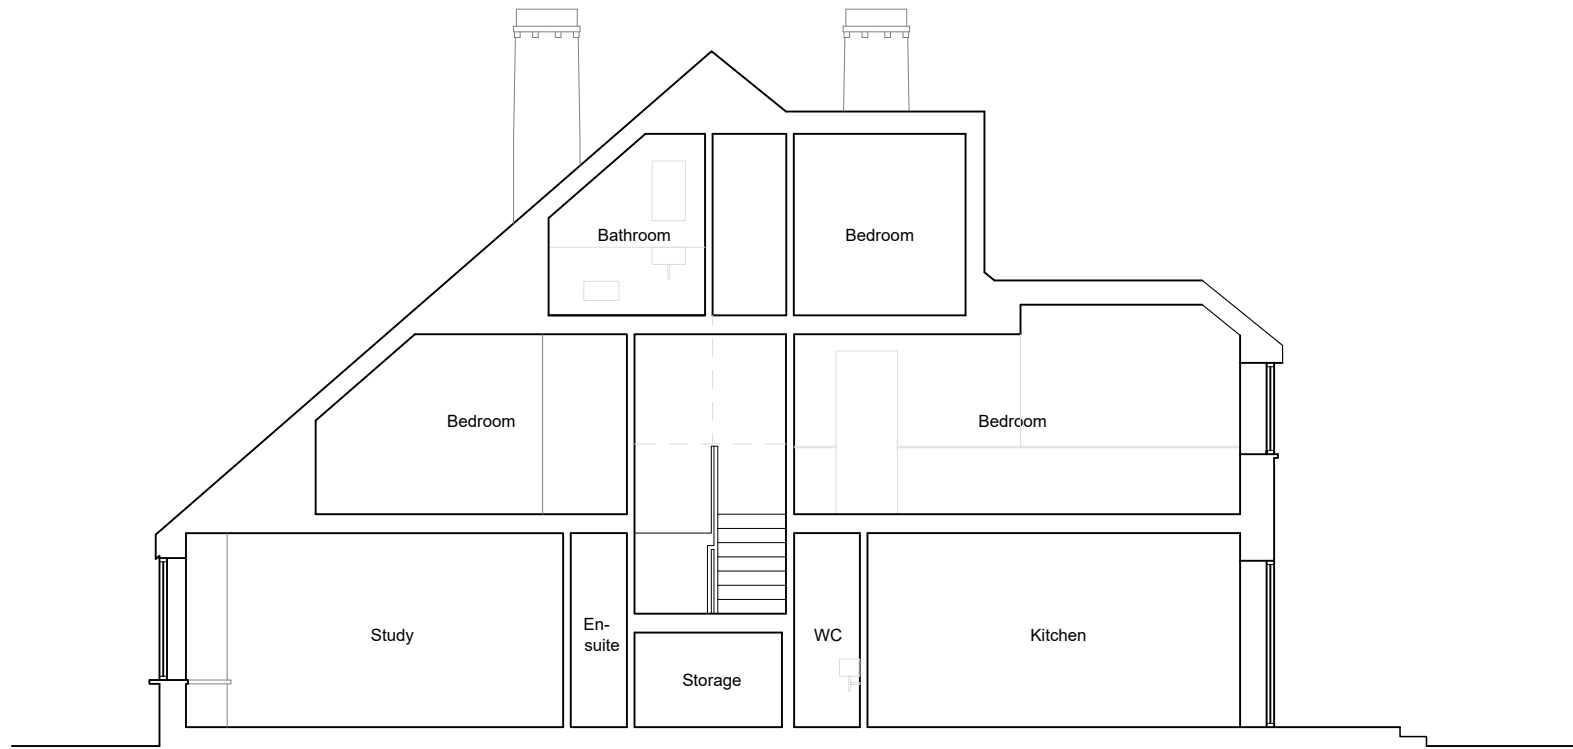 Bathroom
Bedroom
Bedroom
Bedroom
Study
En-
suite
Storage
WC
Kitchen